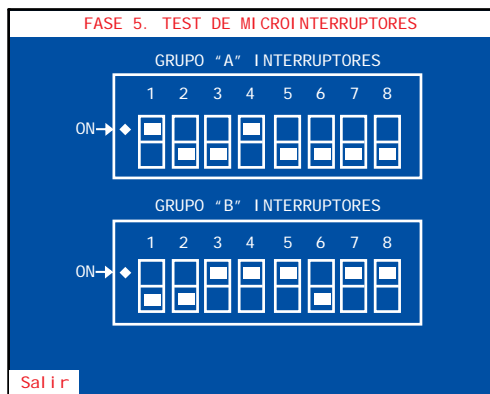 FASE 5. TEST DE MICROINTERRUPTORES
GRUPO “A” INTERRUPTORES
1 2 3 4 5 6 7 8
ON
GRUPO “B” INTERRUPTORES
1 2 3 4 5 6 7 8
ON
Salir